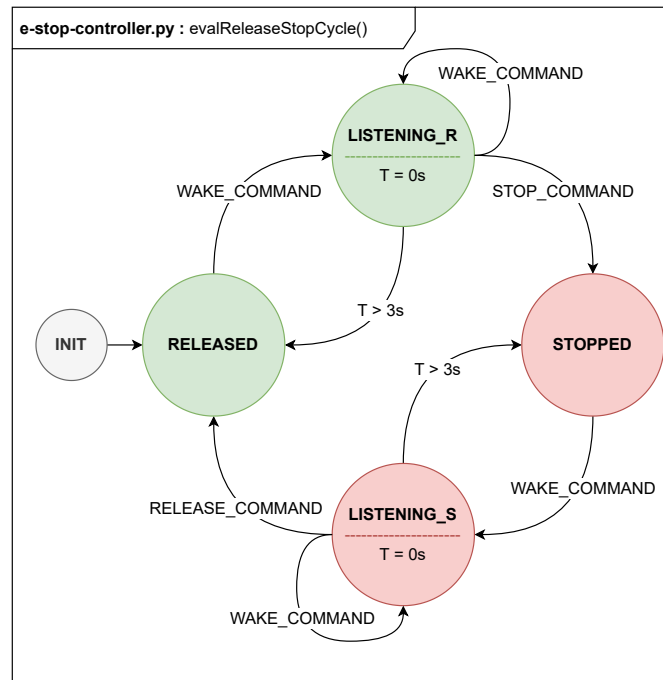 e-stop-controller.py : evalReleaseStopCycle()
WAKE_COMMAND
LISTENING_R
T = 0s
WAKE_COMMAND
STOP_COMMAND
T > 3s
INIT
RELEASED
STOPPED
T > 3s
WAKE_COMMAND
RELEASE_COMMAND
LISTENING_S
T = 0s
WAKE_COMMAND